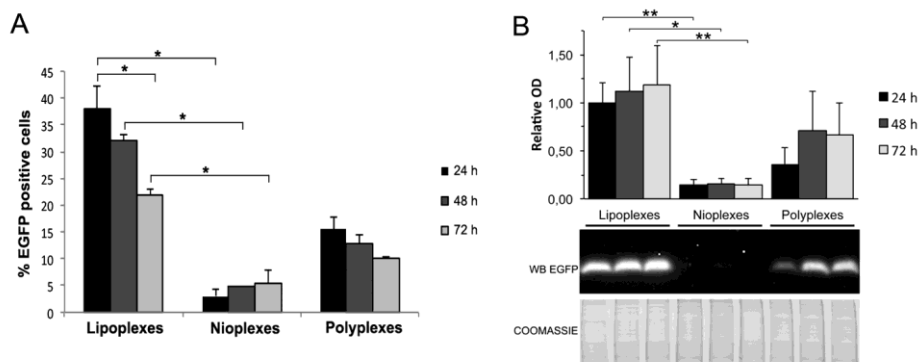 A
*
*
*
*
45
40
35
30
25
20
15
10
5
0
% EGFP positive cells
24 h
48 h
72 h
Lipoplexes Nioplexes Polyplexes
B
**
*
**
1,50
1,00
0,50
0,00
Relative OD
24 h
48 h
72 h
Lipoplexes Nioplexes Polyplexes
WB EGFP
COOMASSIE